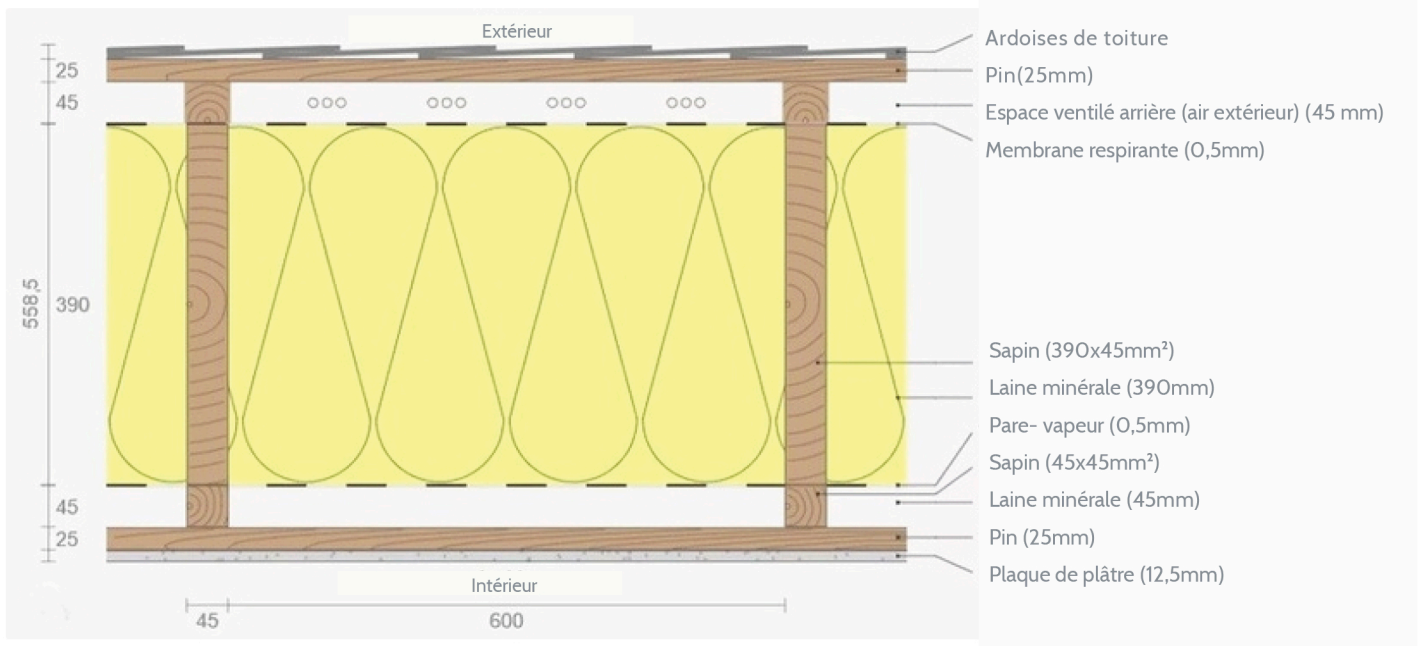 Extérieur
Ardoises de toiture
25
Pin(25mm)
45
Espace ventilé arrière (air extérieur) (45 mm)
Membrane respirante (0,5mm)
558,5
390
Sapin (390x45mm²)
Laine minérale (390mm)
Pare- vapeur (0,5mm)
Sapin (45x45mm²)
45
Laine minérale (45mm)
25
Pin (25mm)
Plaque de plâtre (12,5mm)
Intérieur
45
600